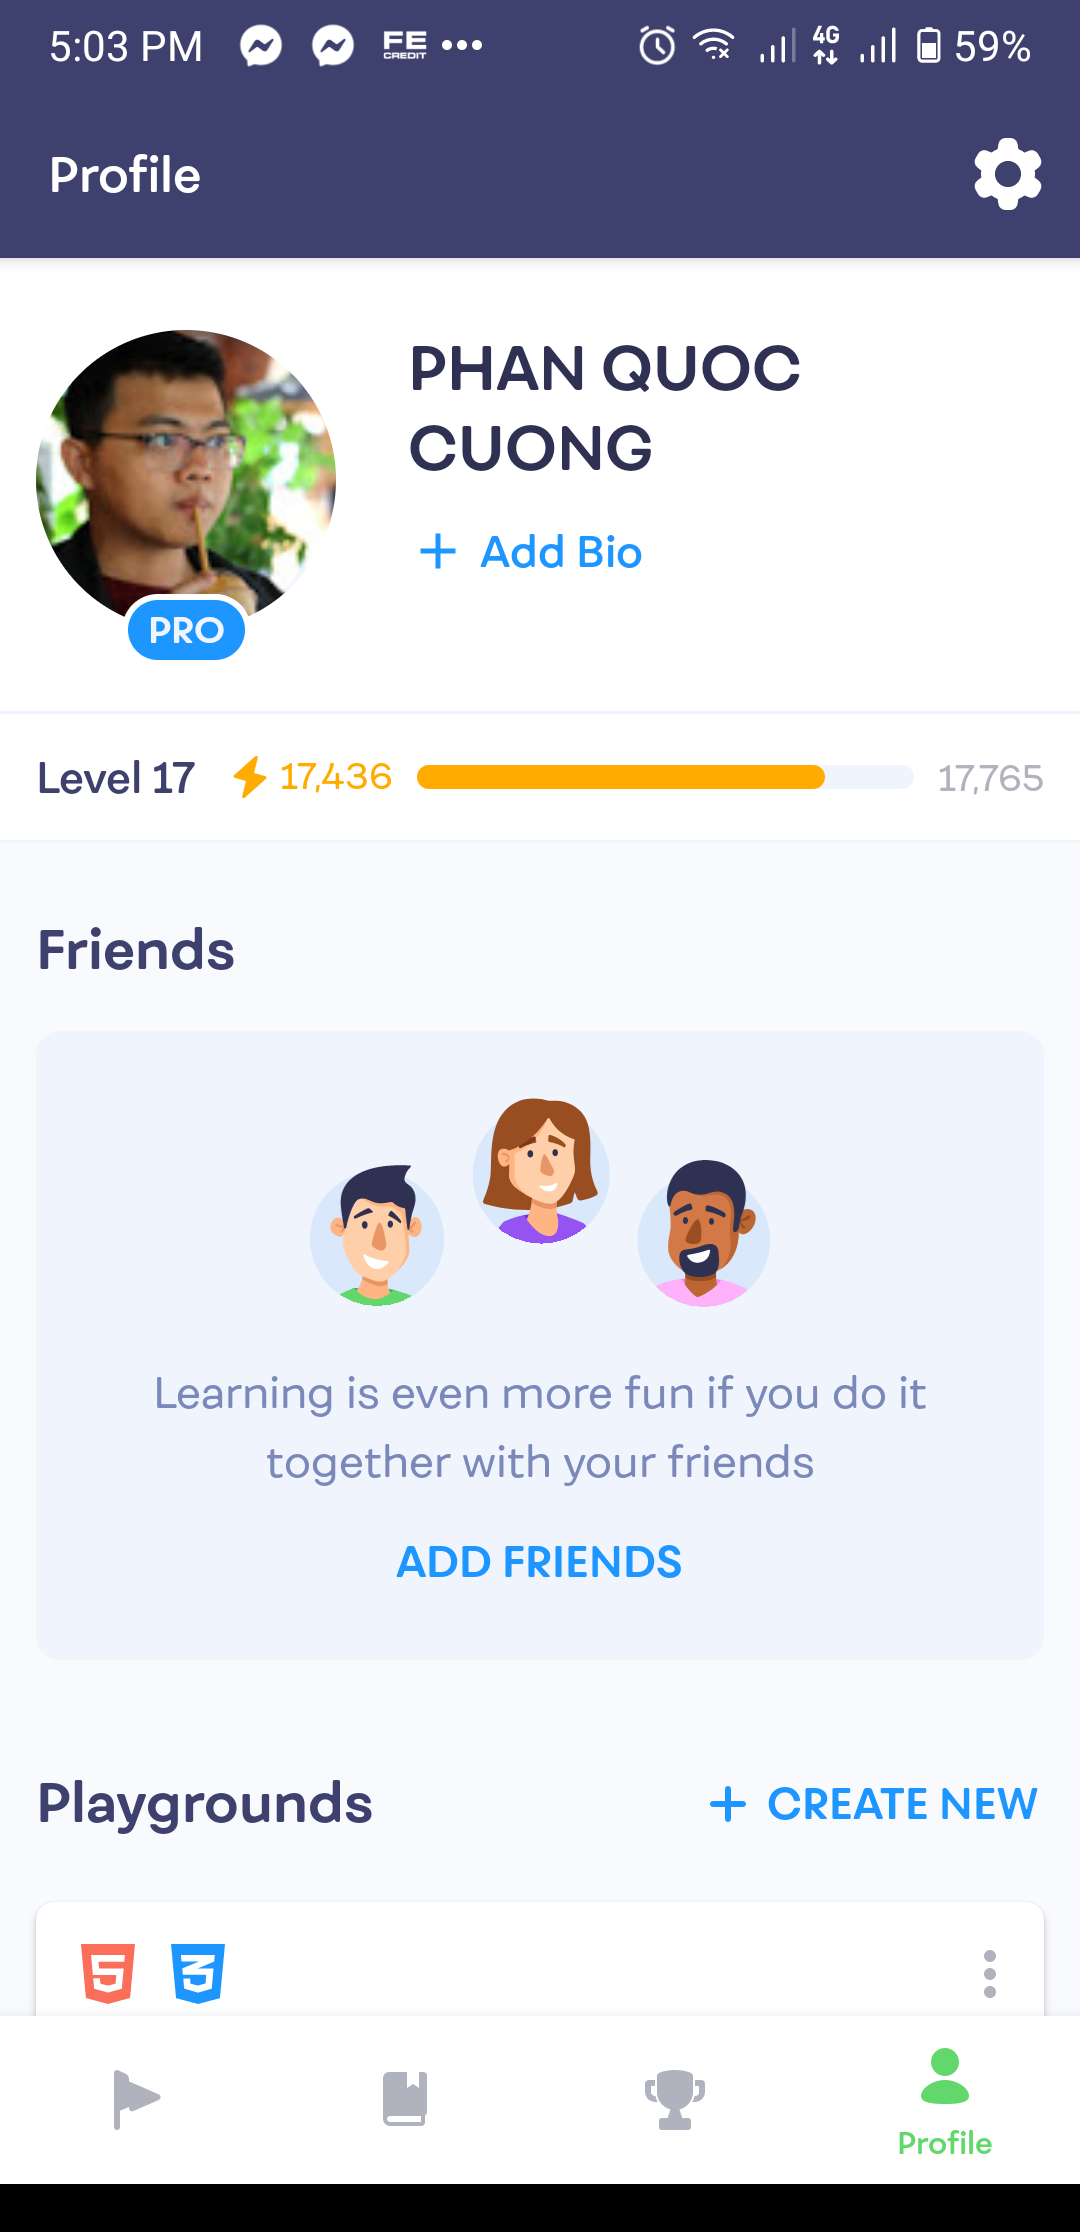 5:03 PM FE CREDIT 4G 59%
Profile
PHAN QUOC
CUONG
+ Add Bio
PRO
Level 17 17,436 17,765
Friends
Learning is even more fun if you do it
together with your friends
ADD FRIENDS
Playgrounds + CREATE NEW
5 3
Profile